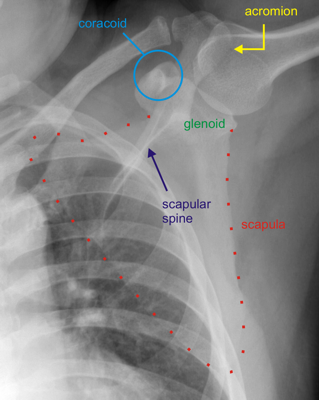 acromion
coracoid
glenoid
scapular
spine
scapula